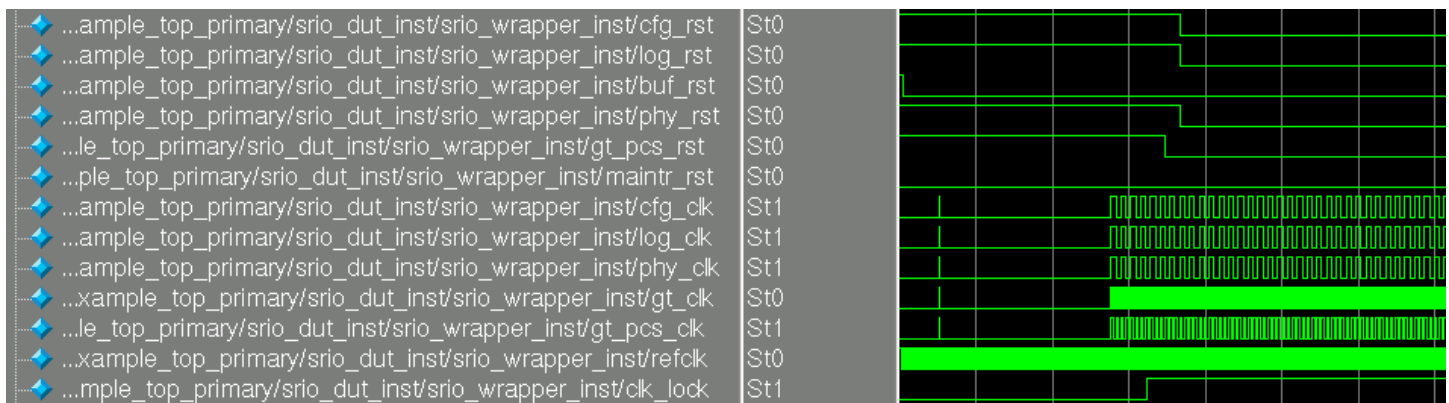 ...ample_top_primary/srio_dut_inst/srio_wrapper_inst/cfg_rst St0
...ample_top_primary/srio_dut_inst/srio_wrapper_inst/log_rst St0
...ample_top_primary/srio_dut_inst/srio_wrapper_inst/buf_rst St0
...ample_top_primary/srio_dut_inst/srio_wrapper_inst/phy_rst St0
...le_top_primary/srio_dut_inst/srio_wrapper_inst/gt_pcs_rst St0
...ple_top_primary/srio_dut_inst/srio_wrapper_inst/maintr_rst St0
...ample_top_primary/srio_dut_inst/srio_wrapper_inst/cfg_clk St1
...ample_top_primary/srio_dut_inst/srio_wrapper_inst/log_clk St1
...ample_top_primary/srio_dut_inst/srio_wrapper_inst/phy_clk St1
...xample_top_primary/srio_dut_inst/srio_wrapper_inst/gt_clk St0
...le_top_primary/srio_dut_inst/srio_wrapper_inst/gt_pcs_clk St1
...xample_top_primary/srio_dut_inst/srio_wrapper_inst/refclk St0
...mple_top_primary/srio_dut_inst/srio_wrapper_inst/clk_lock St1